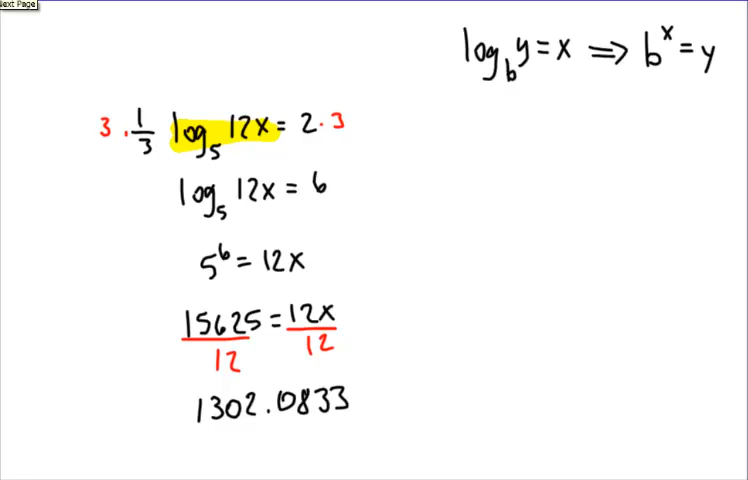 Next Page
log_b y = x ⟹ b^x = y
3 · 1/3 log_5 12x = 2 · 3
log_5 12x = 6
5^6 = 12x
15625/12 = 12x/12
1302.0833